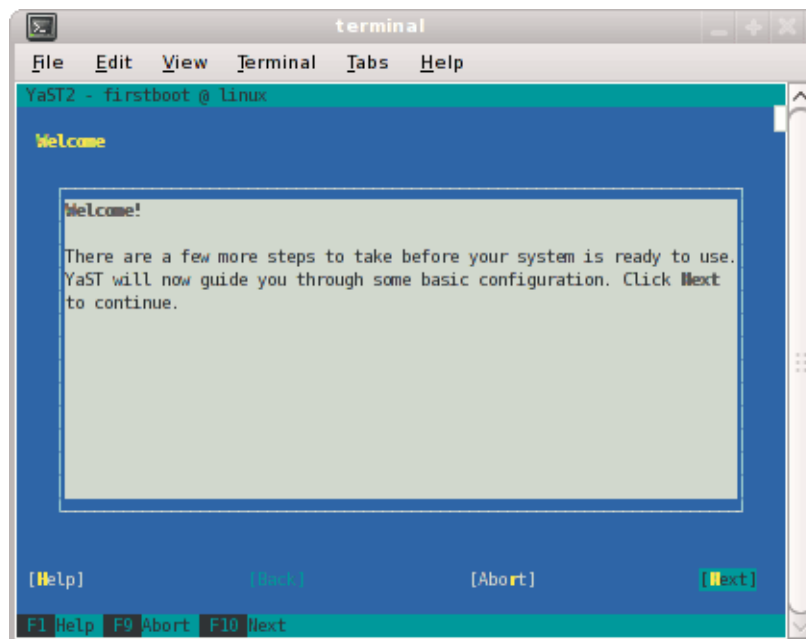 terminal
File Edit View Terminal Tabs Help
YaST2 - firstboot @ linux
Welcome
Welcome!
There are a few more steps to take before your system is ready to use.
YaST will now guide you through some basic configuration. Click Next
to continue.
[Help] [Back] [Abort] [Next]
F1 Help F9 Abort F10 Next